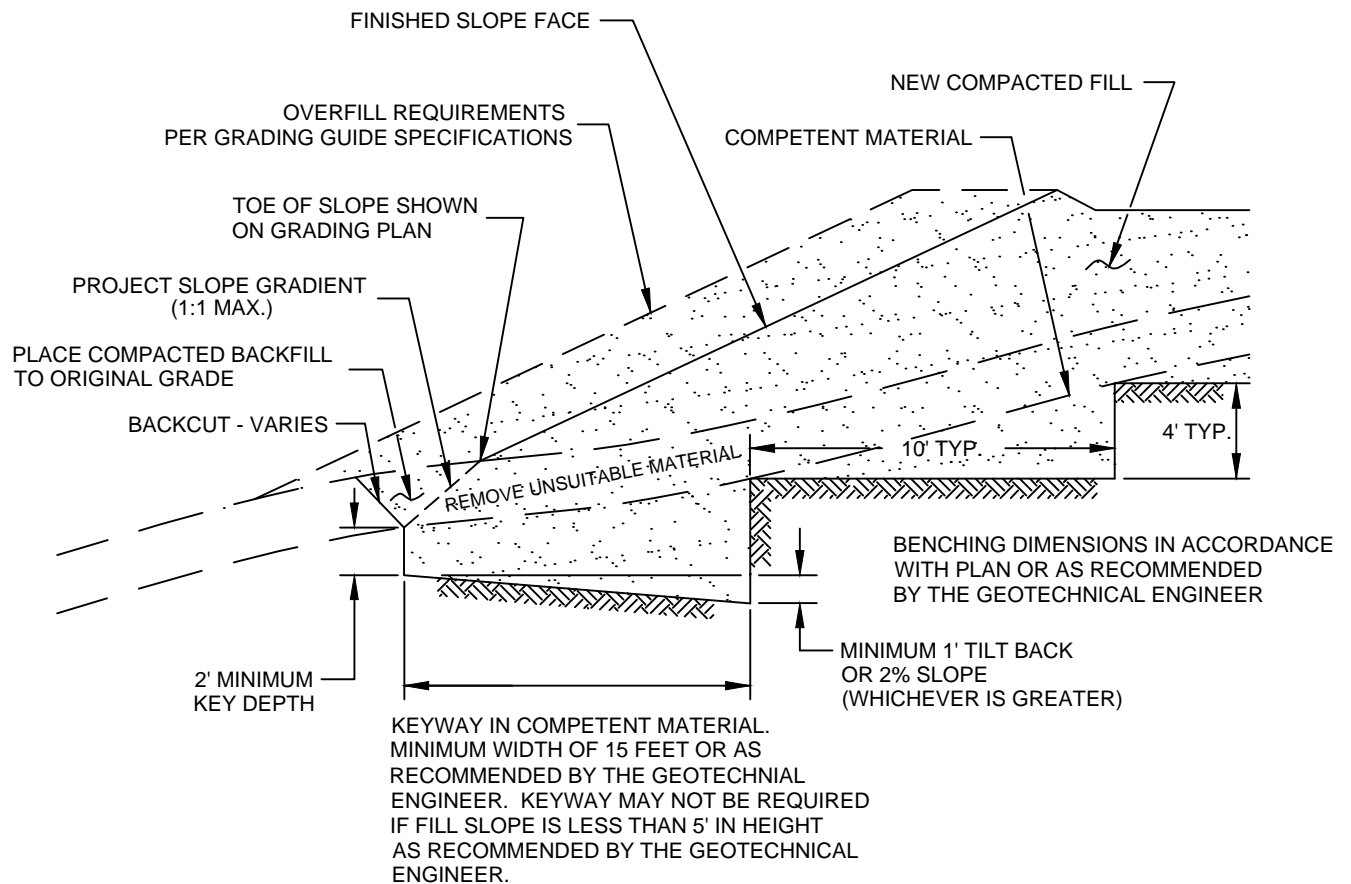 FINISHED SLOPE FACE
NEW COMPACTED FILL
OVERFILL REQUIREMENTS
PER GRADING GUIDE SPECIFICATIONS
COMPETENT MATERIAL
TOE OF SLOPE SHOWN
ON GRADING PLAN
PROJECT SLOPE GRADIENT
(1:1 MAX.)
PLACE COMPACTED BACKFILL
TO ORIGINAL GRADE
BACKCUT - VARIES
REMOVE UNSUITABLE MATERIAL
10' TYP.
4' TYP.
BENCHING DIMENSIONS IN ACCORDANCE
WITH PLAN OR AS RECOMMENDED
BY THE GEOTECHNICAL ENGINEER
2' MINIMUM
KEY DEPTH
MINIMUM 1' TILT BACK
OR 2% SLOPE
(WHICHEVER IS GREATER)
KEYWAY IN COMPETENT MATERIAL.
MINIMUM WIDTH OF 15 FEET OR AS
RECOMMENDED BY THE GEOTECHNIAL
ENGINEER. KEYWAY MAY NOT BE REQUIRED
IF FILL SLOPE IS LESS THAN 5' IN HEIGHT
AS RECOMMENDED BY THE GEOTECHNICAL
ENGINEER.